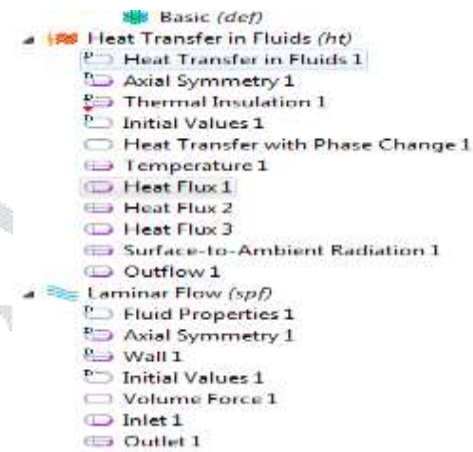 Basic (def)
Heat Transfer in Fluids (ht)
Heat Transfer in Fluids 1
Axial Symmetry 1
Thermal Insulation 1
Initial Values 1
Heat Transfer with Phase Change 1
Temperature 1
Heat Flux 1
Heat Flux 2
Heat Flux 3
Surface-to-Ambient Radiation 1
Outflow 1
Laminar Flow (spf)
Fluid Properties 1
Axial Symmetry 1
Wall 1
Initial Values 1
Volume Force 1
Inlet 1
Outlet 1